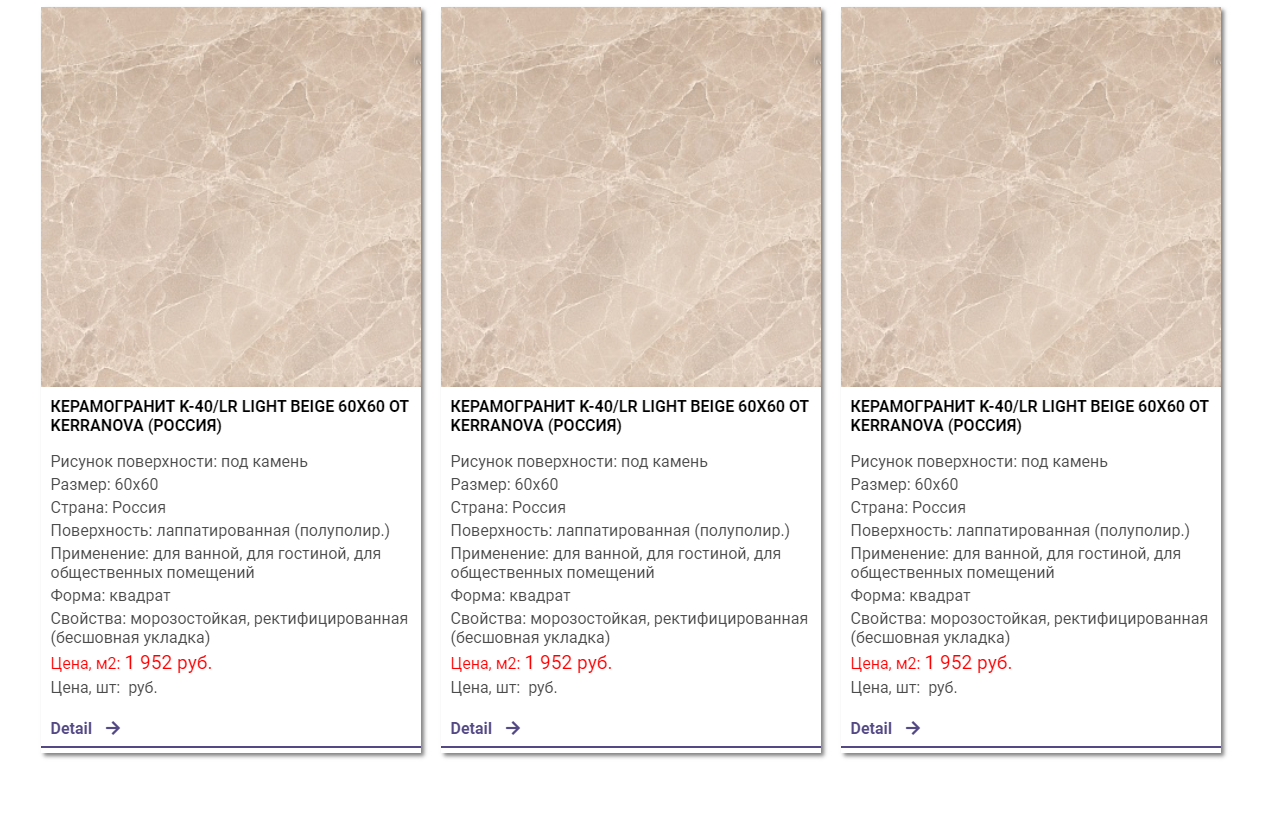 КЕРАМОГРАНИТ K-40/LR LIGHT BEIGE 60X60 ОТ
KERRANOVA (РОССИЯ)
Рисунок поверхности: под камень
Размер: 60x60
Страна: Россия
Поверхность: лаппатированная (полуполир.)
Применение: для ванной, для гостиной, для
общественных помещений
Форма: квадрат
Свойства: морозостойкая, ректифицированная
(бесшовная укладка)
Цена, м2: 1 952 руб.
Цена, шт:  руб.
Detail
КЕРАМОГРАНИТ K-40/LR LIGHT BEIGE 60X60 ОТ
KERRANOVA (РОССИЯ)
Рисунок поверхности: под камень
Размер: 60x60
Страна: Россия
Поверхность: лаппатированная (полуполир.)
Применение: для ванной, для гостиной, для
общественных помещений
Форма: квадрат
Свойства: морозостойкая, ректифицированная
(бесшовная укладка)
Цена, м2: 1 952 руб.
Цена, шт:  руб.
Detail
КЕРАМОГРАНИТ K-40/LR LIGHT BEIGE 60X60 ОТ
KERRANOVA (РОССИЯ)
Рисунок поверхности: под камень
Размер: 60x60
Страна: Россия
Поверхность: лаппатированная (полуполир.)
Применение: для ванной, для гостиной, для
общественных помещений
Форма: квадрат
Свойства: морозостойкая, ректифицированная
(бесшовная укладка)
Цена, м2: 1 952 руб.
Цена, шт:  руб.
Detail